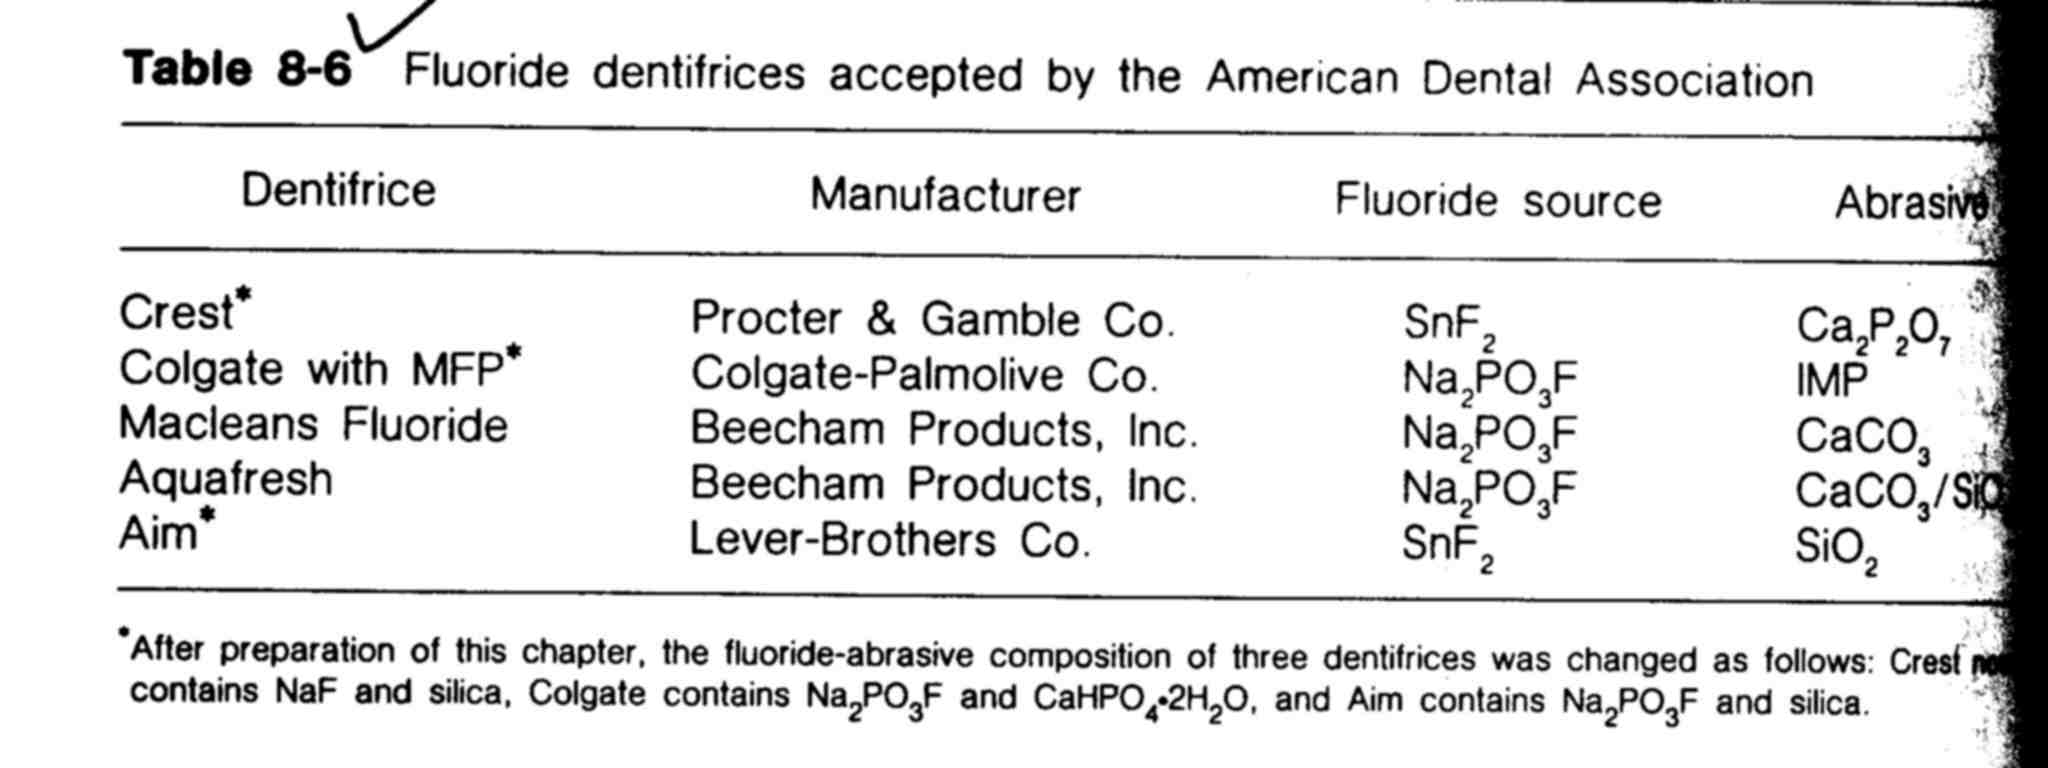 Table 8-6 Fluoride dentifrices accepted by the American Dental Association
Dentifrice Manufacturer Fluoride source Abrasive
Crest* Procter & Gamble Co. SnF₂ Ca₂P₂O₇
Colgate with MFP* Colgate-Palmolive Co. Na₂PO₃F IMP
Macleans Fluoride Beecham Products, Inc. Na₂PO₃F CaCO₃
Aquafresh Beecham Products, Inc. Na₂PO₃F CaCO₃/SiO
Aim* Lever-Brothers Co. SnF₂ SiO₂
*After preparation of this chapter, the fluoride-abrasive composition of three dentifrices was changed as follows: Crest
contains NaF and silica, Colgate contains Na₂PO₃F and CaHPO₄•2H₂O, and Aim contains Na₂PO₃F and silica.